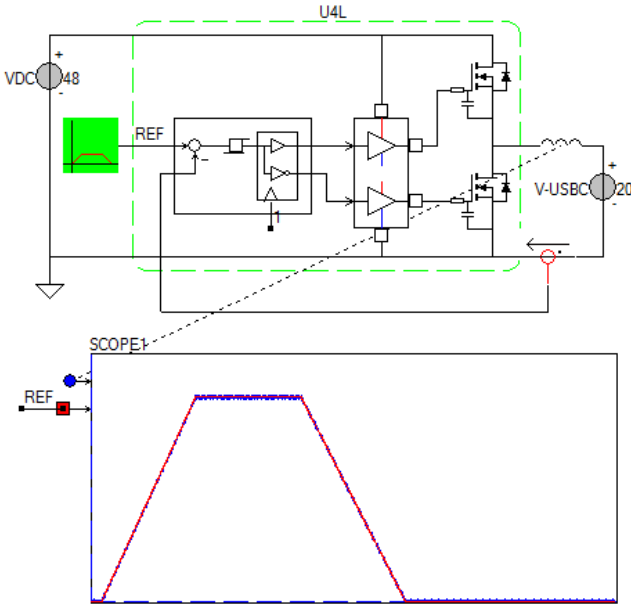 U4L
+
VDC 48
-
REF
-
1
+
V-USBC 20
-
SCOPE1
REF